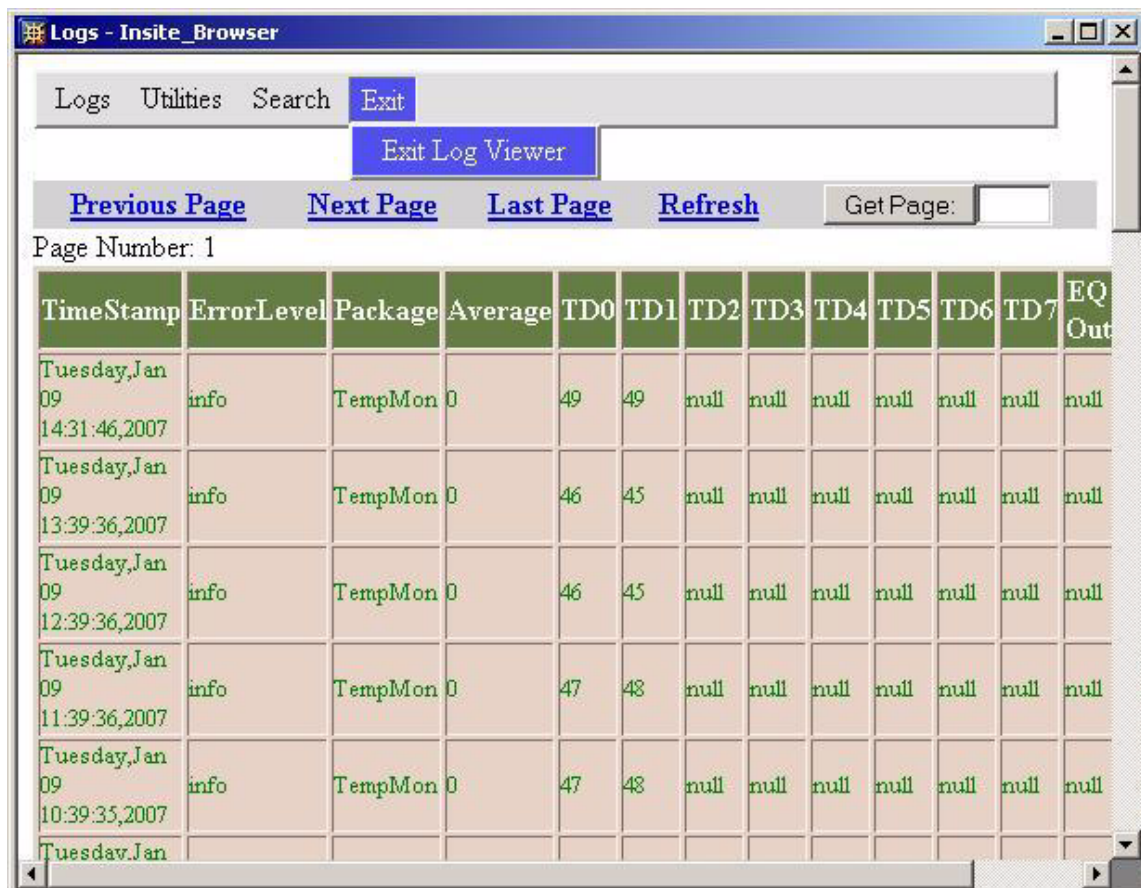 Logs - Insite_Browser
Logs Utilities Search Exit
Exit Log Viewer
Previous Page Next Page Last Page Refresh Get Page:
Page Number: 1
TimeStamp ErrorLevel Package Average TD0 TD1 TD2 TD3 TD4 TD5 TD6 TD7 EQ
Out
Tuesday,Jan
09 info TempMon 0 49 49 null null null null null null null
14:31:46,2007
Tuesday,Jan
09 info TempMon 0 46 45 null null null null null null null
13:39:36,2007
Tuesday,Jan
09 info TempMon 0 46 45 null null null null null null null
12:39:36,2007
Tuesday,Jan
09 info TempMon 0 47 48 null null null null null null null
11:39:36,2007
Tuesday,Jan
09 info TempMon 0 47 48 null null null null null null null
10:39:35,2007
Tuesday,Jan